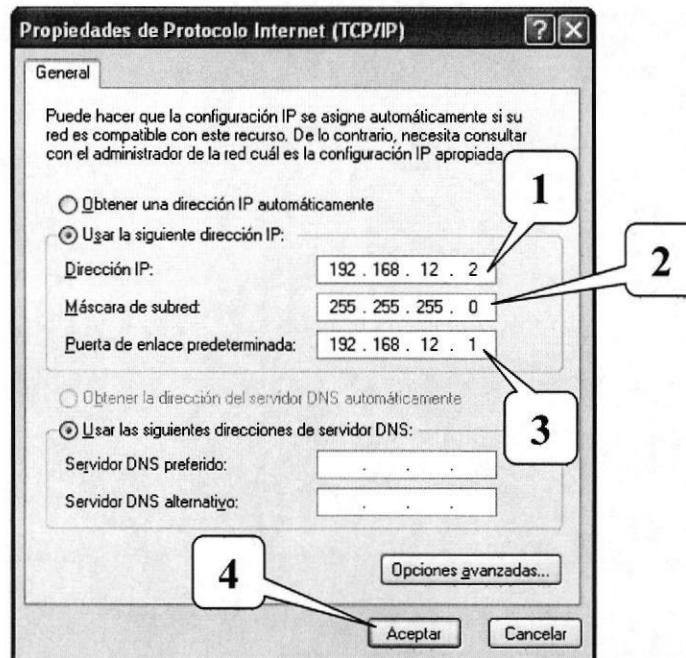 Propiedades de Protocolo Internet (TCP/IP)
General
Puede hacer que la configuración IP se asigne automáticamente si su
red es compatible con este recurso. De lo contrario, necesita consultar
con el administrador de la red cuál es la configuración IP apropiada.
1
Obtener una dirección IP automáticamente
Usar la siguiente dirección IP:
Dirección IP: 192 . 168 . 12 . 2
2
Máscara de subred: 255 . 255 . 255 . 0
Puerta de enlace predeterminada: 192 . 168 . 12 . 1
3
Obtener la dirección del servidor DNS automáticamente
Usar las siguientes direcciones de servidor DNS:
Servidor DNS preferido: . . .
Servidor DNS alternativo: . . .
4
Opciones avanzadas...
Aceptar Cancelar